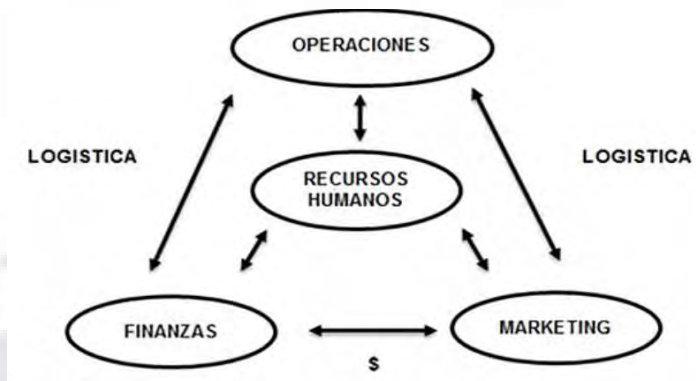 OPERACIONES
LOGISTICA
LOGISTICA
RECURSOS
HUMANOS
FINANZAS
MARKETING
$